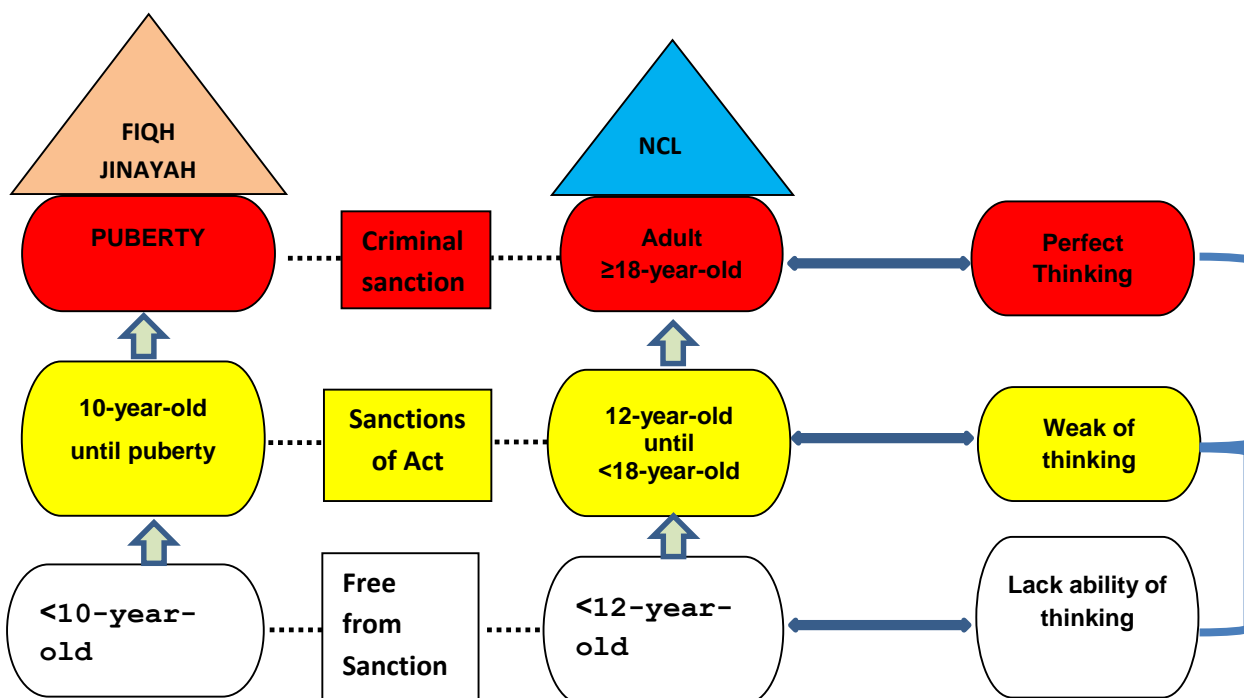 FIQH
JINAYAH
NCL
PUBERTY
Criminal
sanction
Adult
≥18-year-old
Perfect
Thinking
10-year-old
until puberty
Sanctions
of Act
12-year-old
until
<18-year-old
Weak of
thinking
<10-year-
old
Free
from
Sanction
<12-year-
old
Lack ability of
thinking